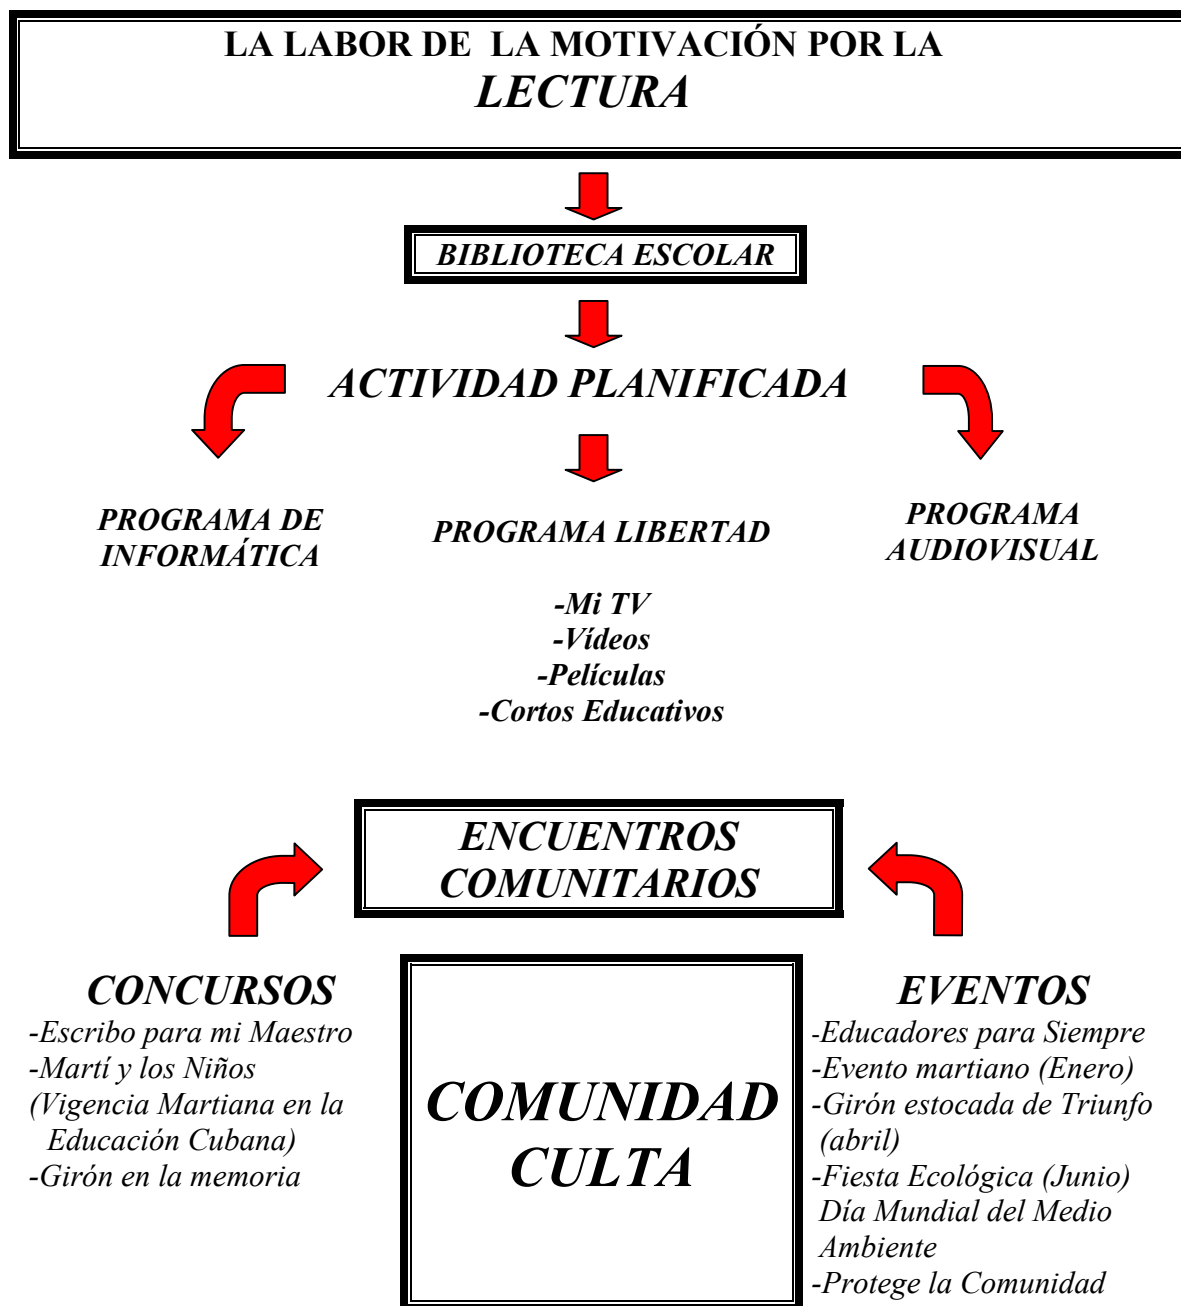 LA LABOR DE LA MOTIVACIÓN POR LA
LECTURA
BIBLIOTECA ESCOLAR
ACTIVIDAD PLANIFICADA
PROGRAMA DE
INFORMÁTICA
PROGRAMA LIBERTAD
-Mi TV
-Vídeos
-Películas
-Cortos Educativos
PROGRAMA
AUDIOVISUAL
ENCUENTROS
COMUNITARIOS
CONCURSOS
-Escribo para mi Maestro
-Martí y los Niños
(Vigencia Martiana en la
Educación Cubana)
-Girón en la memoria
COMUNIDAD
CULTA
EVENTOS
-Educadores para Siempre
-Evento martiano (Enero)
-Girón estocada de Triunfo
(abril)
-Fiesta Ecológica (Junio)
Día Mundial del Medio
Ambiente
-Protege la Comunidad